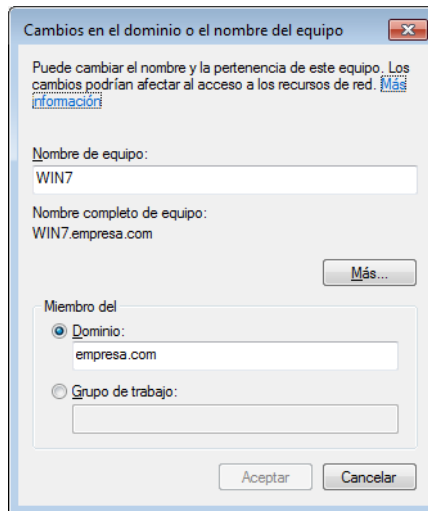 Cambios en el dominio o el nombre del equipo
Puede cambiar el nombre y la pertenencia de este equipo. Los
cambios podrían afectar al acceso a los recursos de red. Más
información
Nombre de equipo:
WIN7
Nombre completo de equipo:
WIN7.empresa.com
Más...
Miembro del
Dominio:
empresa.com
Grupo de trabajo:
Aceptar
Cancelar